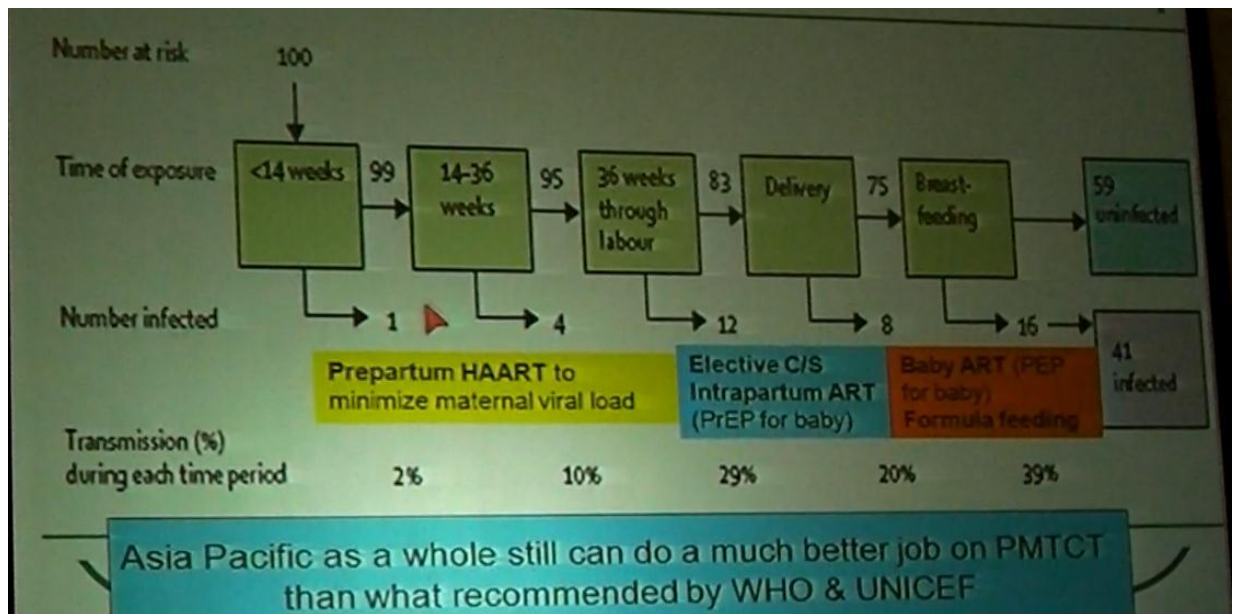 Number at risk
100
Time of exposure
<14 weeks
99
14-36
weeks
95
36 weeks
through
labour
83
Delivery
75
Breast-
feeding
59
uninfected
Number infected
1
4
12
8
16
41
infected
Prepartum HAART to
minimize maternal viral load
Elective C/S
Intrapartum ART
(PrEP for baby)
Baby ART (PEP
for baby)
Formula feeding
Transmission (%)
during each time period
2%
10%
29%
20%
39%
Asia Pacific as a whole still can do a much better job on PMTCT
than what recommended by WHO & UNICEF